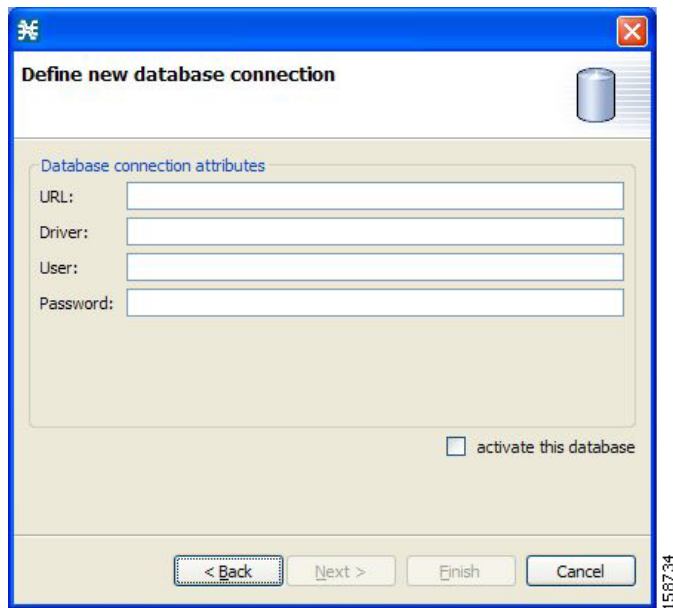 Define new database connection
Database connection attributes
URL:
Driver:
User:
Password:
activate this database
< Back
Next >
Finish
Cancel
158734